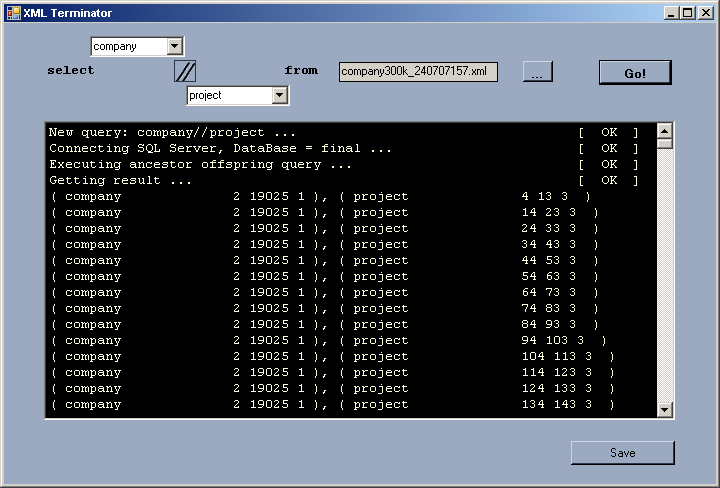 XML Terminator
company
select // from company300k_240707157.xml ... Go!
project
New query: company//project ... [ OK ]
Connecting SQL Server, DataBase = final ... [ OK ]
Executing ancestor offspring query ... [ OK ]
Getting result ... [ OK ]
( company 2 19025 1 ), ( project 4 13 3 )
( company 2 19025 1 ), ( project 14 23 3 )
( company 2 19025 1 ), ( project 24 33 3 )
( company 2 19025 1 ), ( project 34 43 3 )
( company 2 19025 1 ), ( project 44 53 3 )
( company 2 19025 1 ), ( project 54 63 3 )
( company 2 19025 1 ), ( project 64 73 3 )
( company 2 19025 1 ), ( project 74 83 3 )
( company 2 19025 1 ), ( project 84 93 3 )
( company 2 19025 1 ), ( project 94 103 3 )
( company 2 19025 1 ), ( project 104 113 3 )
( company 2 19025 1 ), ( project 114 123 3 )
( company 2 19025 1 ), ( project 124 133 3 )
( company 2 19025 1 ), ( project 134 143 3 )
Save